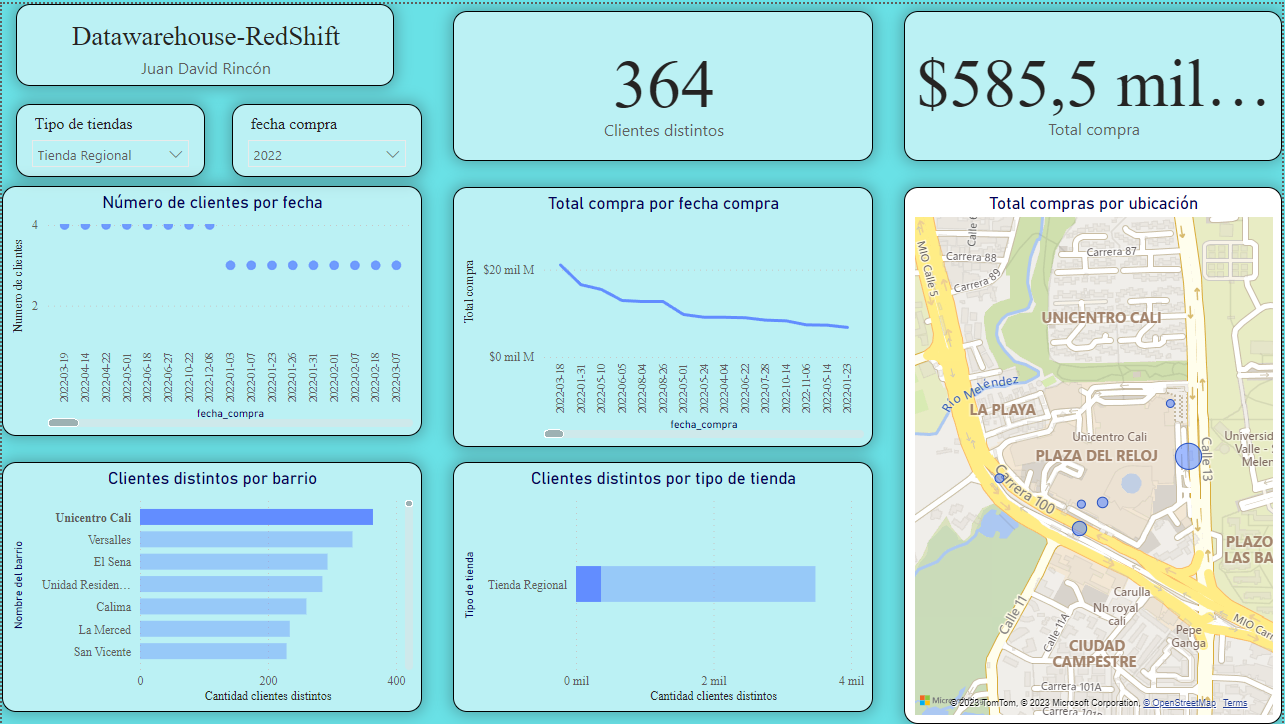 Datawarehouse-RedShift
Juan David Rincón
364
Clientes distintos
$585,5 mil…
Total compra
Tipo de tiendas
Tienda Regional
fecha compra
2022
Número de clientes por fecha
Número de clientes
4
2
2022-03-19
2022-04-14
2022-04-22
2022-05-01
2022-06-18
2022-06-27
2022-10-22
2022-12-08
2022-01-03
2022-01-07
2022-01-23
2022-01-26
2022-01-31
2022-02-01
2022-02-07
2022-02-18
2022-03-07
fecha_compra
Total compra por fecha compra
Total compra
$20 mil M
$0 mil M
2022-03-18
2022-01-31
2022-05-10
2022-06-05
2022-08-04
2022-08-26
2022-05-01
2022-05-24
2022-04-04
2022-06-22
2022-07-28
2022-10-14
2022-11-06
2022-05-14
2022-01-23
fecha_compra
Total compras por ubicación
Calle 6
Carrera 87
MIO Calle 5
Carrera 88
Carrera 89
UNICENTRO CALI
Río Meléndez
LA PLAYA
Unicentro Cali
PLAZA DEL RELOJ
Calle 13
Universid
Valle - S
Melen
Carrera 100
PLAZO
LAS BA
Carulla
Calle 11
Calle 11A
Nh royal
cali
MIO Carr
Pepe
Ganga
CIUDAD
CAMPESTRE
Carrera 101A
Carrera 101B
© 2023 TomTom, © 2023 Microsoft Corporation, © OpenStreetMap Terms
Clientes distintos por barrio
Nombre del barrio
Unicentro Cali
Versalles
El Sena
Unidad Residen…
Calima
La Merced
San Vicente
0
200
400
Cantidad clientes distintos
Clientes distintos por tipo de tienda
Tipo de tienda
Tienda Regional
0 mil
2 mil
4 mil
Cantidad clientes distintos